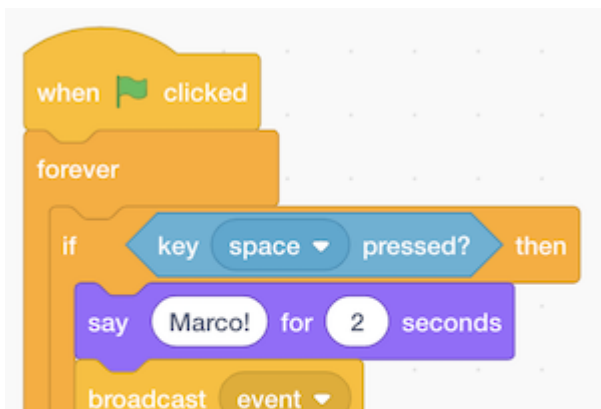 when clicked
forever
if key space pressed? then
say Marco! for 2 seconds
broadcast event